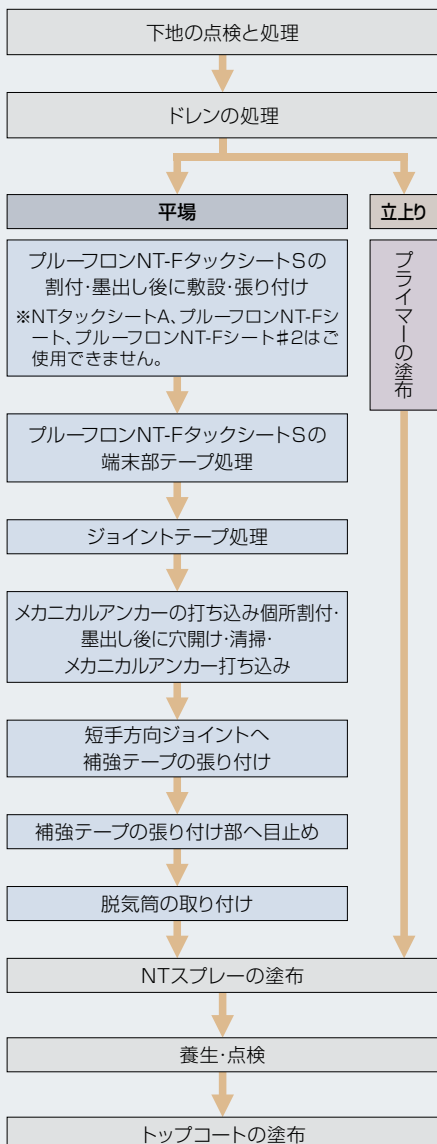 下地の点検と処理
ドレンの処理
平場
立上り
プルーフロンNT-FタックシートSの
割付・墨出し後に敷設・張り付け
※NTタックシートA、プルーフロンNT-Fシ
ート、プルーフロンNT-Fシート＃2はご
使用できません。
プライマーの塗布
プルーフロンNT-FタックシートSの
端末部テープ処理
ジョイントテープ処理
メカニカルアンカーの打ち込み個所割付・
墨出し後に穴開け・清掃・
メカニカルアンカー打ち込み
短手方向ジョイントへ
補強テープの張り付け
補強テープの張り付け部へ目止め
脱気筒の取り付け
NTスプレーの塗布
養生・点検
トップコートの塗布